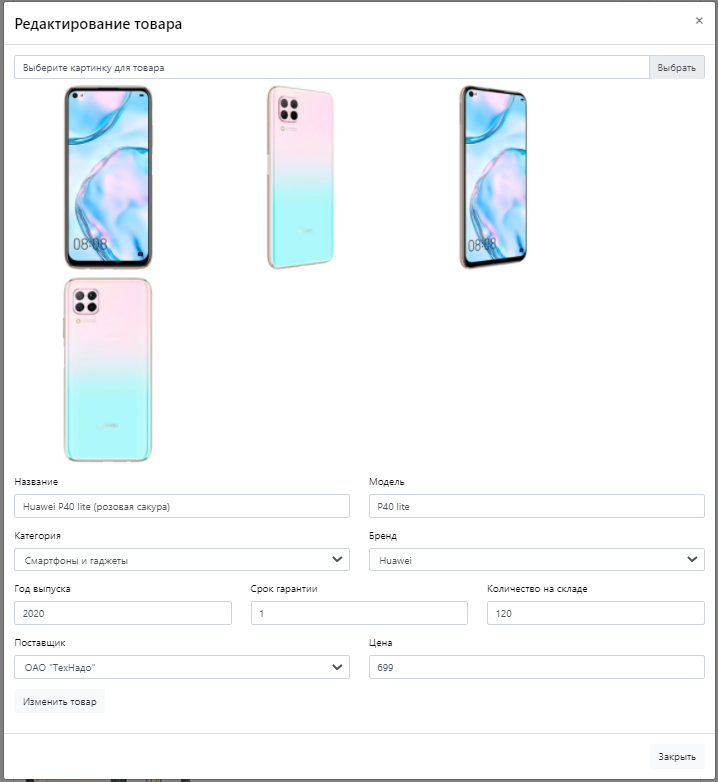 Редактирование товара ×
Выберите картинку для товара Выбрать
08:08 08:08
Название Модель
Huawei P40 lite (розовая сакура) P40 lite
Категория Бренд
Смартфоны и гаджеты Huawei
Год выпуска Срок гарантии Количество на складе
2020 1 120
Поставщик Цена
ОАО "ТехНадо" 699
Изменить товар
Закрыть